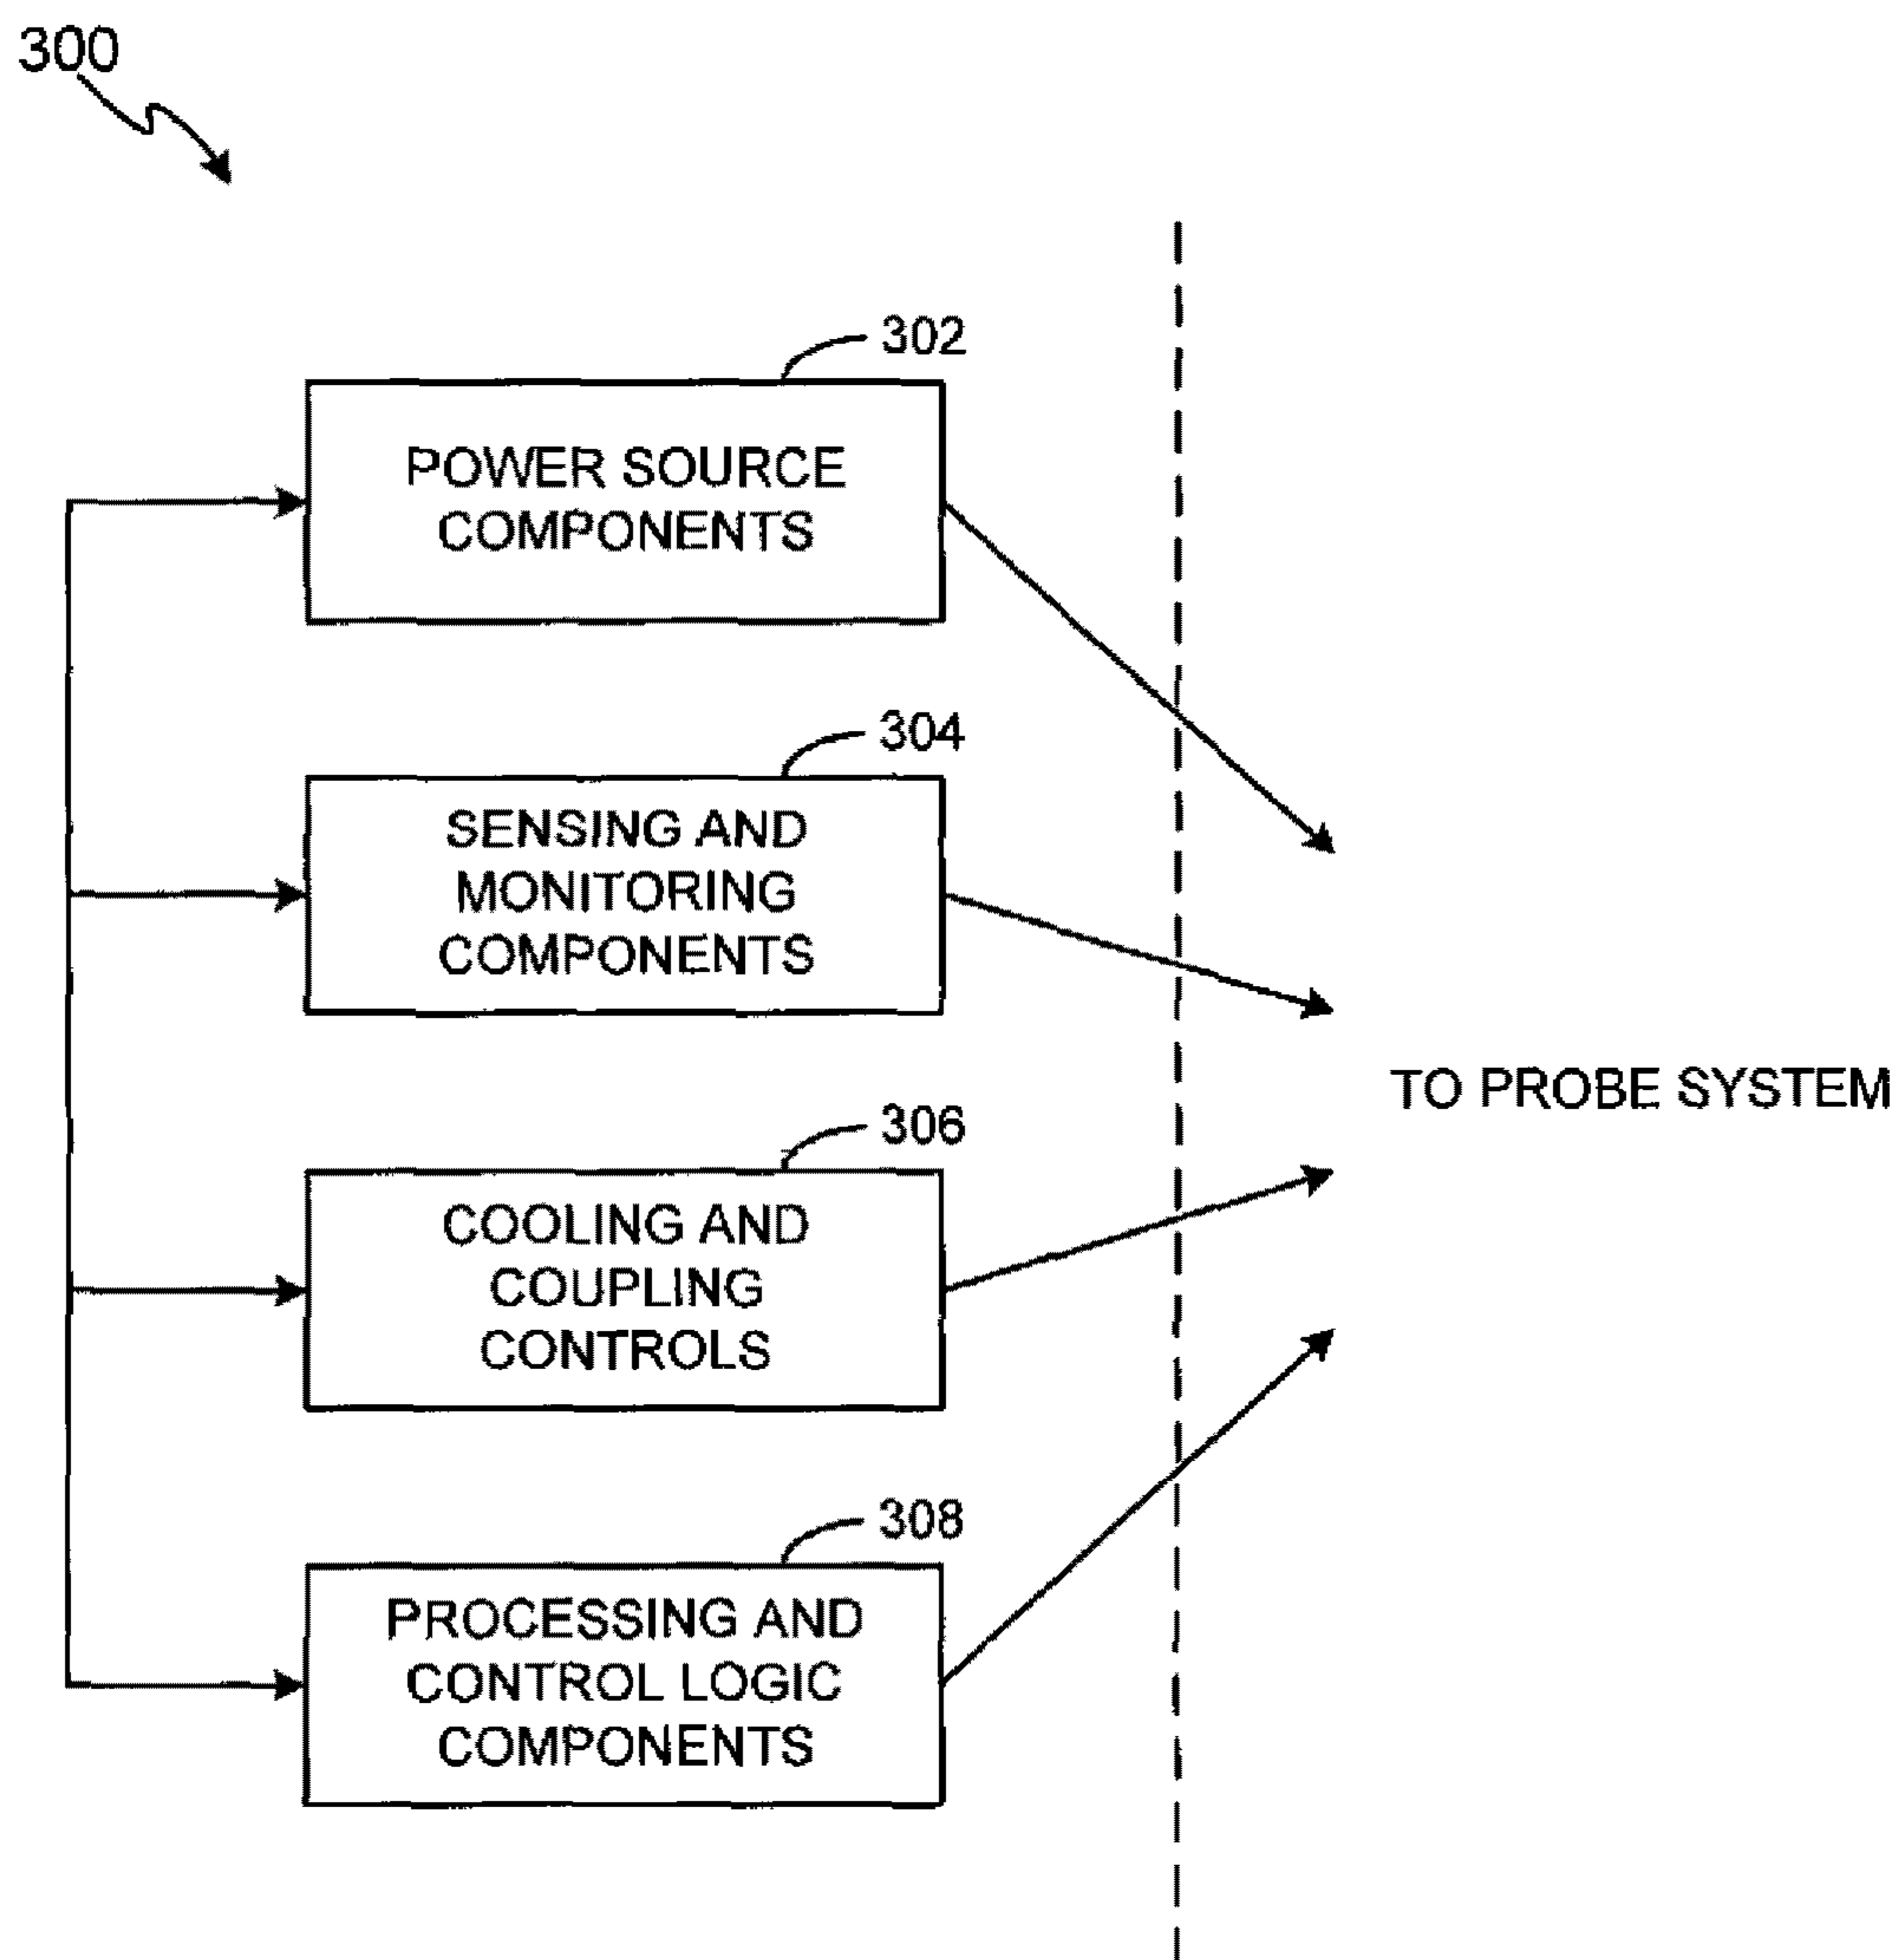 300
302
POWER SOURCE
COMPONENTS
304
SENSING AND
MONITORING
COMPONENTS
TO PROBE SYSTEM
306
COOLING AND
COUPLING
CONTROLS
308
PROCESSING AND
CONTROL LOGIC
COMPONENTS